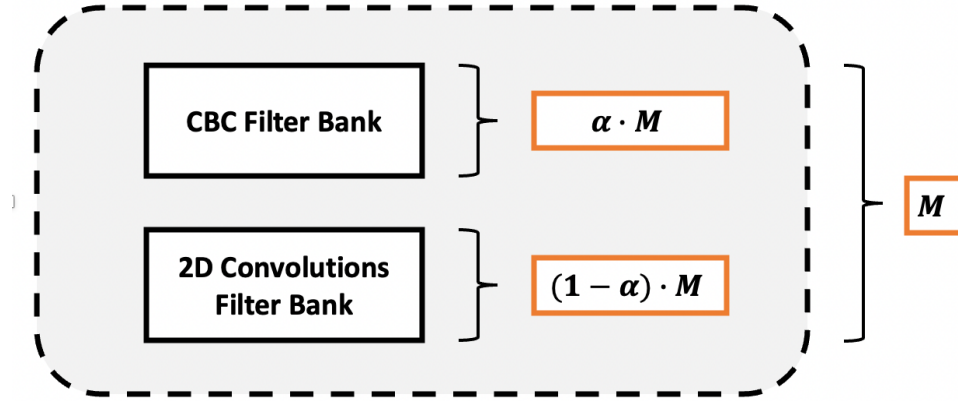 CBC Filter Bank
α · M
2D Convolutions
Filter Bank
(1 − α) · M
M